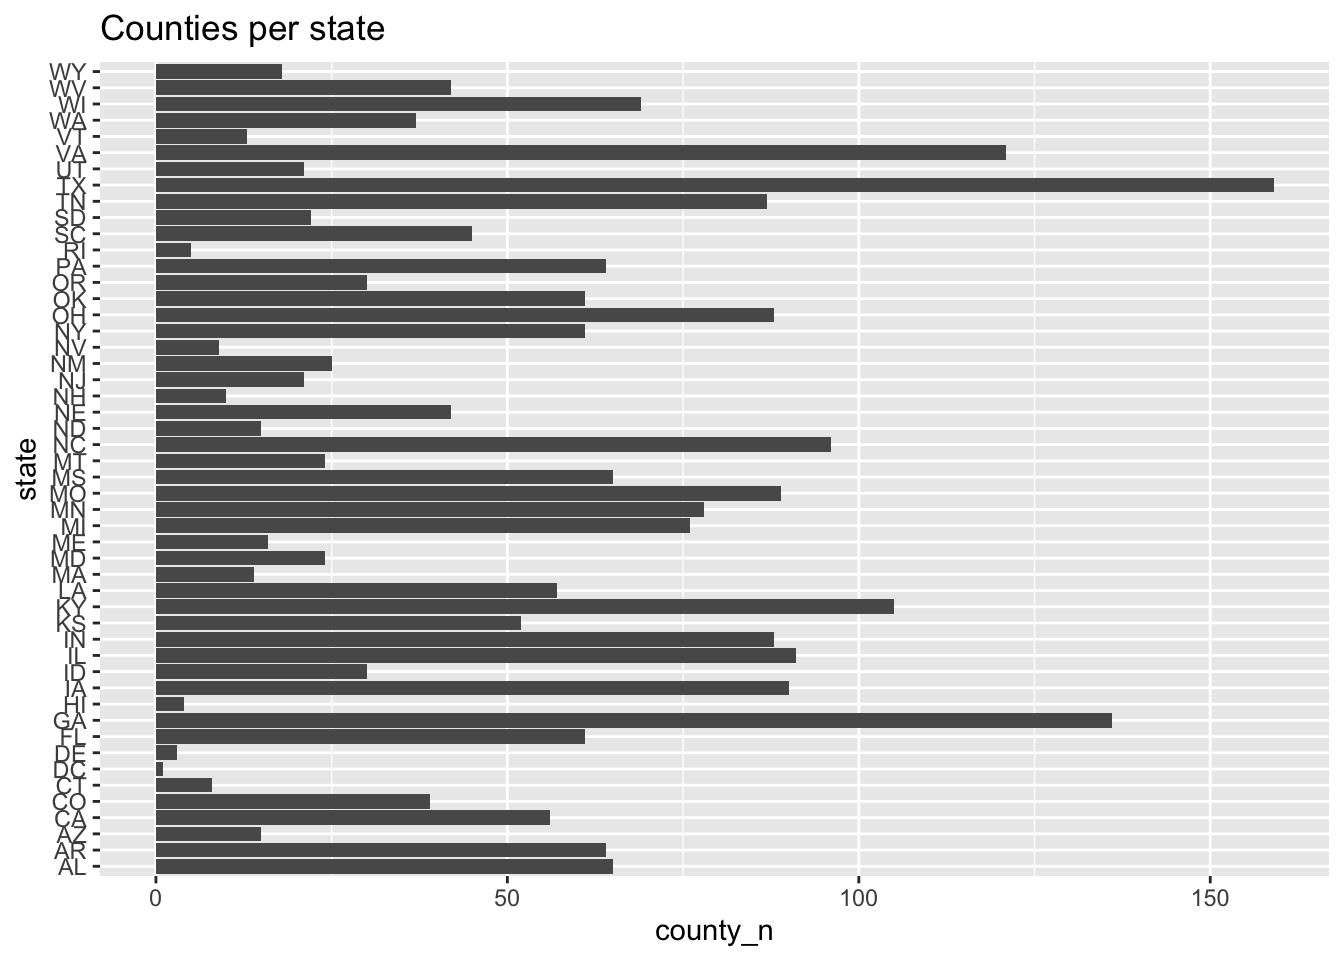 Counties per state
WY
WV
WI
WA
VT
VA
UT
TX
TN
SD
SC
RI
PA
OR
OK
OH
NY
NV
NM
NJ
NH
NE
ND
NC
MT
MS
MO
MN
MI
ME
MD
MA
LA
KY
KS
IN
IL
ID
IA
HI
GA
FL
DE
DC
CT
CO
CA
AZ
AR
AL
state
0 50 100 150
county_n